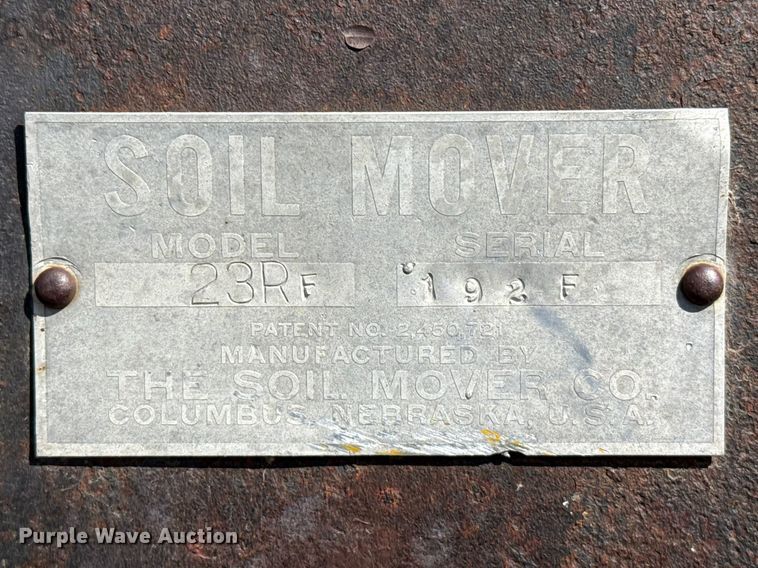 SOIL MOVER
MODEL SERIAL
23RF 192F
PATENT NO. 2,450,721
MANUFACTURED BY
THE SOIL MOVER CO.
COLUMBUS, NEBRASKA, U.S.A.
Purple Wave Auction